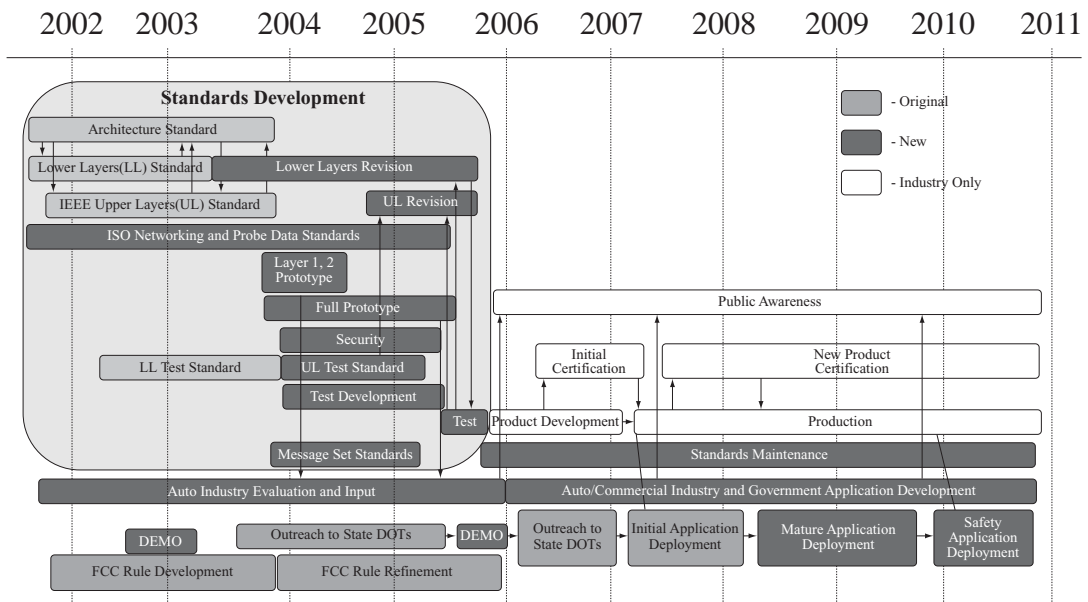 2002 2003 2004 2005 2006 2007 2008 2009 2010 2011
Standards Development
- Original
- New
- Industry Only
Architecture Standard
Lower Layers(LL) Standard
Lower Layers Revision
IEEE Upper Layers(UL) Standard
UL Revision
ISO Networking and Probe Data Standards
Layer 1, 2
Prototype
Full Prototype
Public Awareness
Security
Initial
Certification
New Product
Certification
LL Test Standard
UL Test Standard
Test Development
Test
Product Development
Production
Message Set Standards
Standards Maintenance
Auto Industry Evaluation and Input
Auto/Commercial Industry and Government Application Development
DEMO
Outreach to State DOTs
DEMO
Outreach to
State DOTs
Initial Application
Deployment
Mature Application
Deployment
Safety
Application
Deployment
FCC Rule Development
FCC Rule Refinement